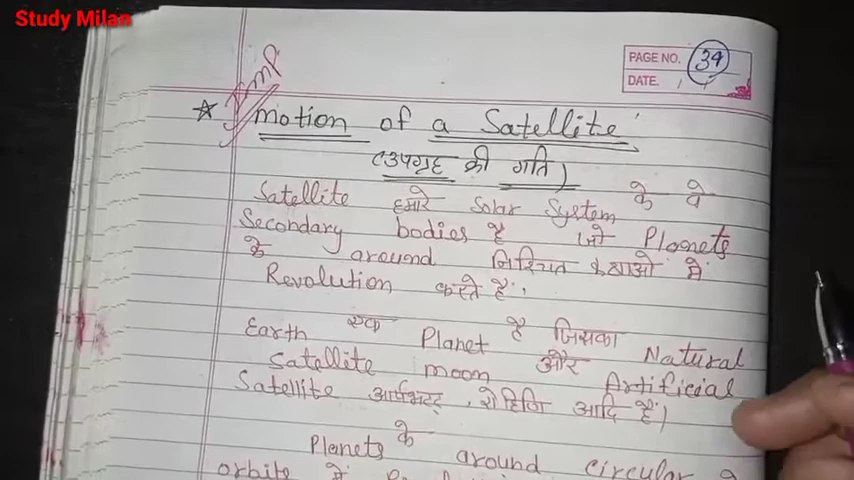 Study Milan
PAGE NO. 34
DATE.
Imp
☆ motion of a Satellite
(उपग्रह की गति)
Satellite हमारे Solar System के वे
Secondary bodies है जो Planets
के around निश्चित कक्षाओ में
Revolution करते हैं,
Earth एक Planet है जिसका Natural
Satellite moon और Artificial
Satellite आर्यभट्ट, रोहिणि आदि हैं।
Planets के around circular
orbits में